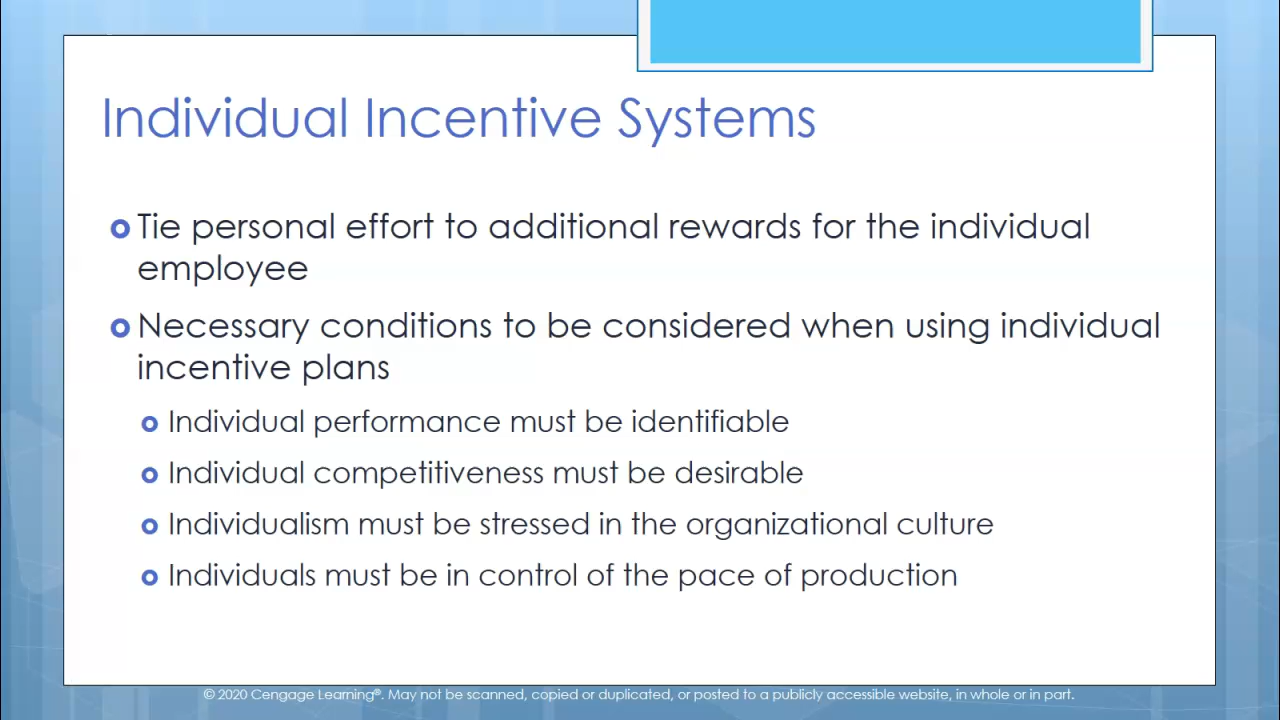 Individual Incentive Systems
Tie personal effort to additional rewards for the individual
employee
Necessary conditions to be considered when using individual
incentive plans
Individual performance must be identifiable
Individual competitiveness must be desirable
Individualism must be stressed in the organizational culture
Individuals must be in control of the pace of production
© 2020 Cengage Learning®. May not be scanned, copied or duplicated, or posted to a publicly accessible website, in whole or in part.